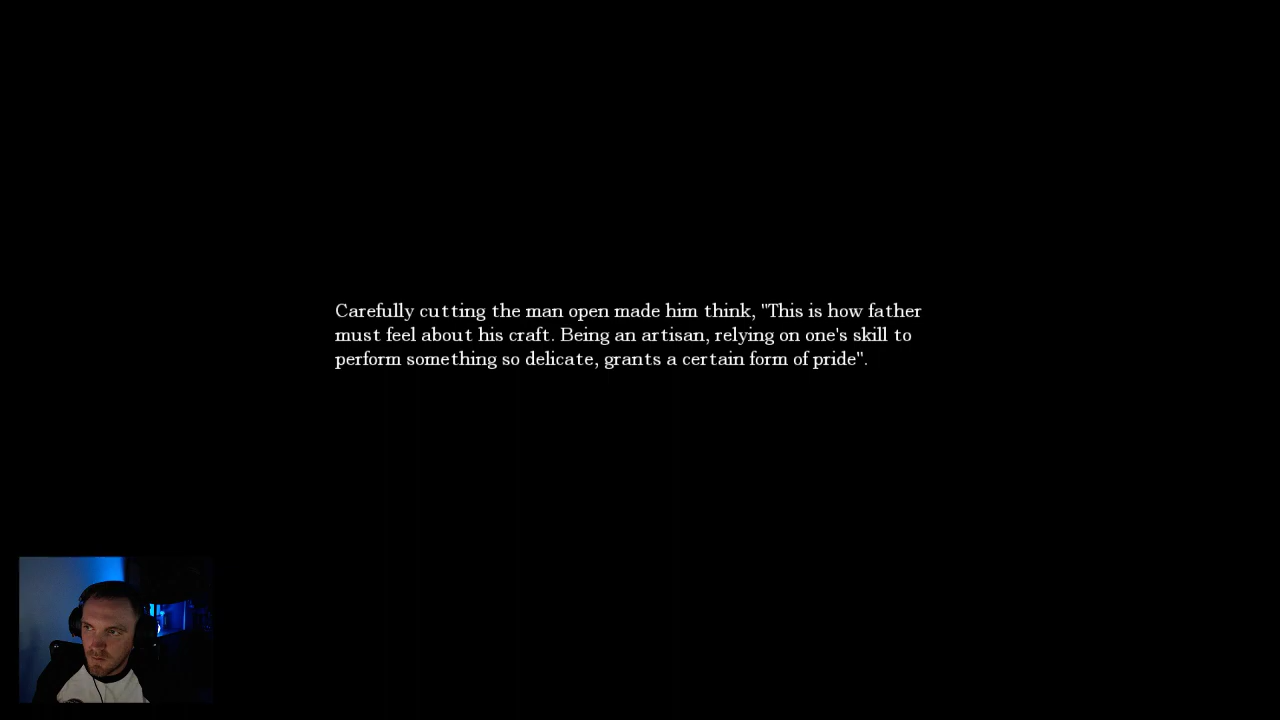 Carefully cutting the man open made him think, "This is how father
must feel about his craft. Being an artisan, relying on one's skill to
perform something so delicate, grants a certain form of pride".